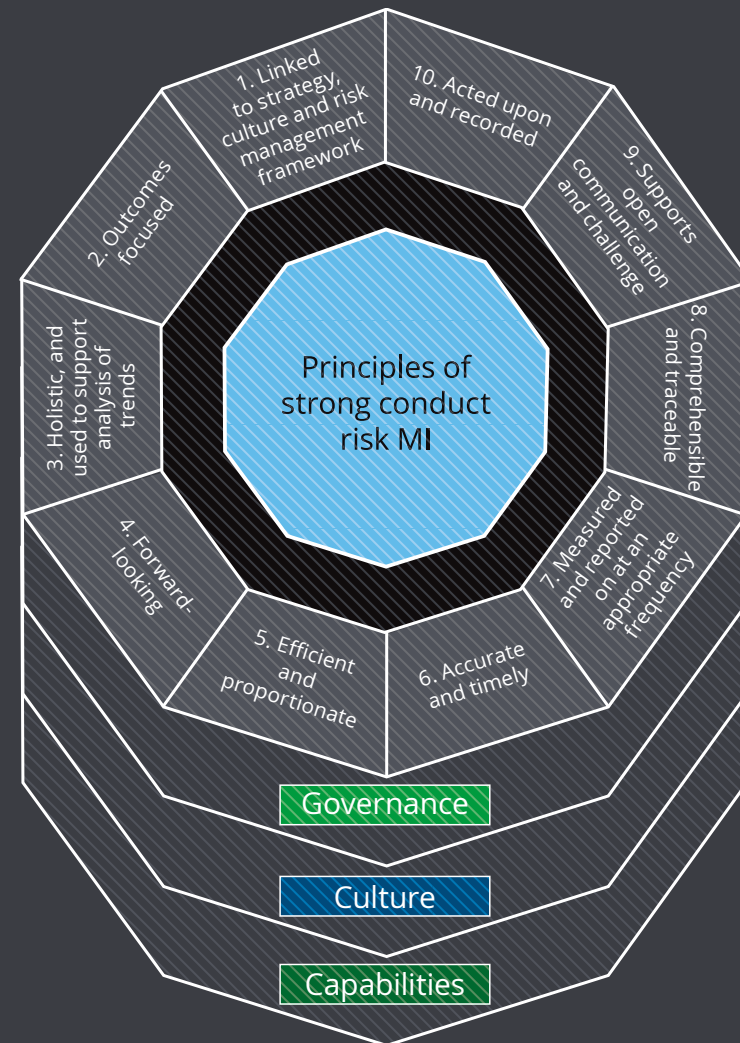 Principles of
strong conduct
risk MI
1. Linked
to strategy,
culture and risk
management
framework
2. Outcomes
focused
3. Holistic, and
used to support
analysis of
trends
4. Forward-
looking
5. Efficient
and
proportionate
6. Accurate
and timely
7. Measured
and reported
on at an
appropriate
frequency
8. Comprehensible
and traceable
9. Supports
open
communication
and challenge
10. Acted upon
and recorded
Governance
Culture
Capabilities